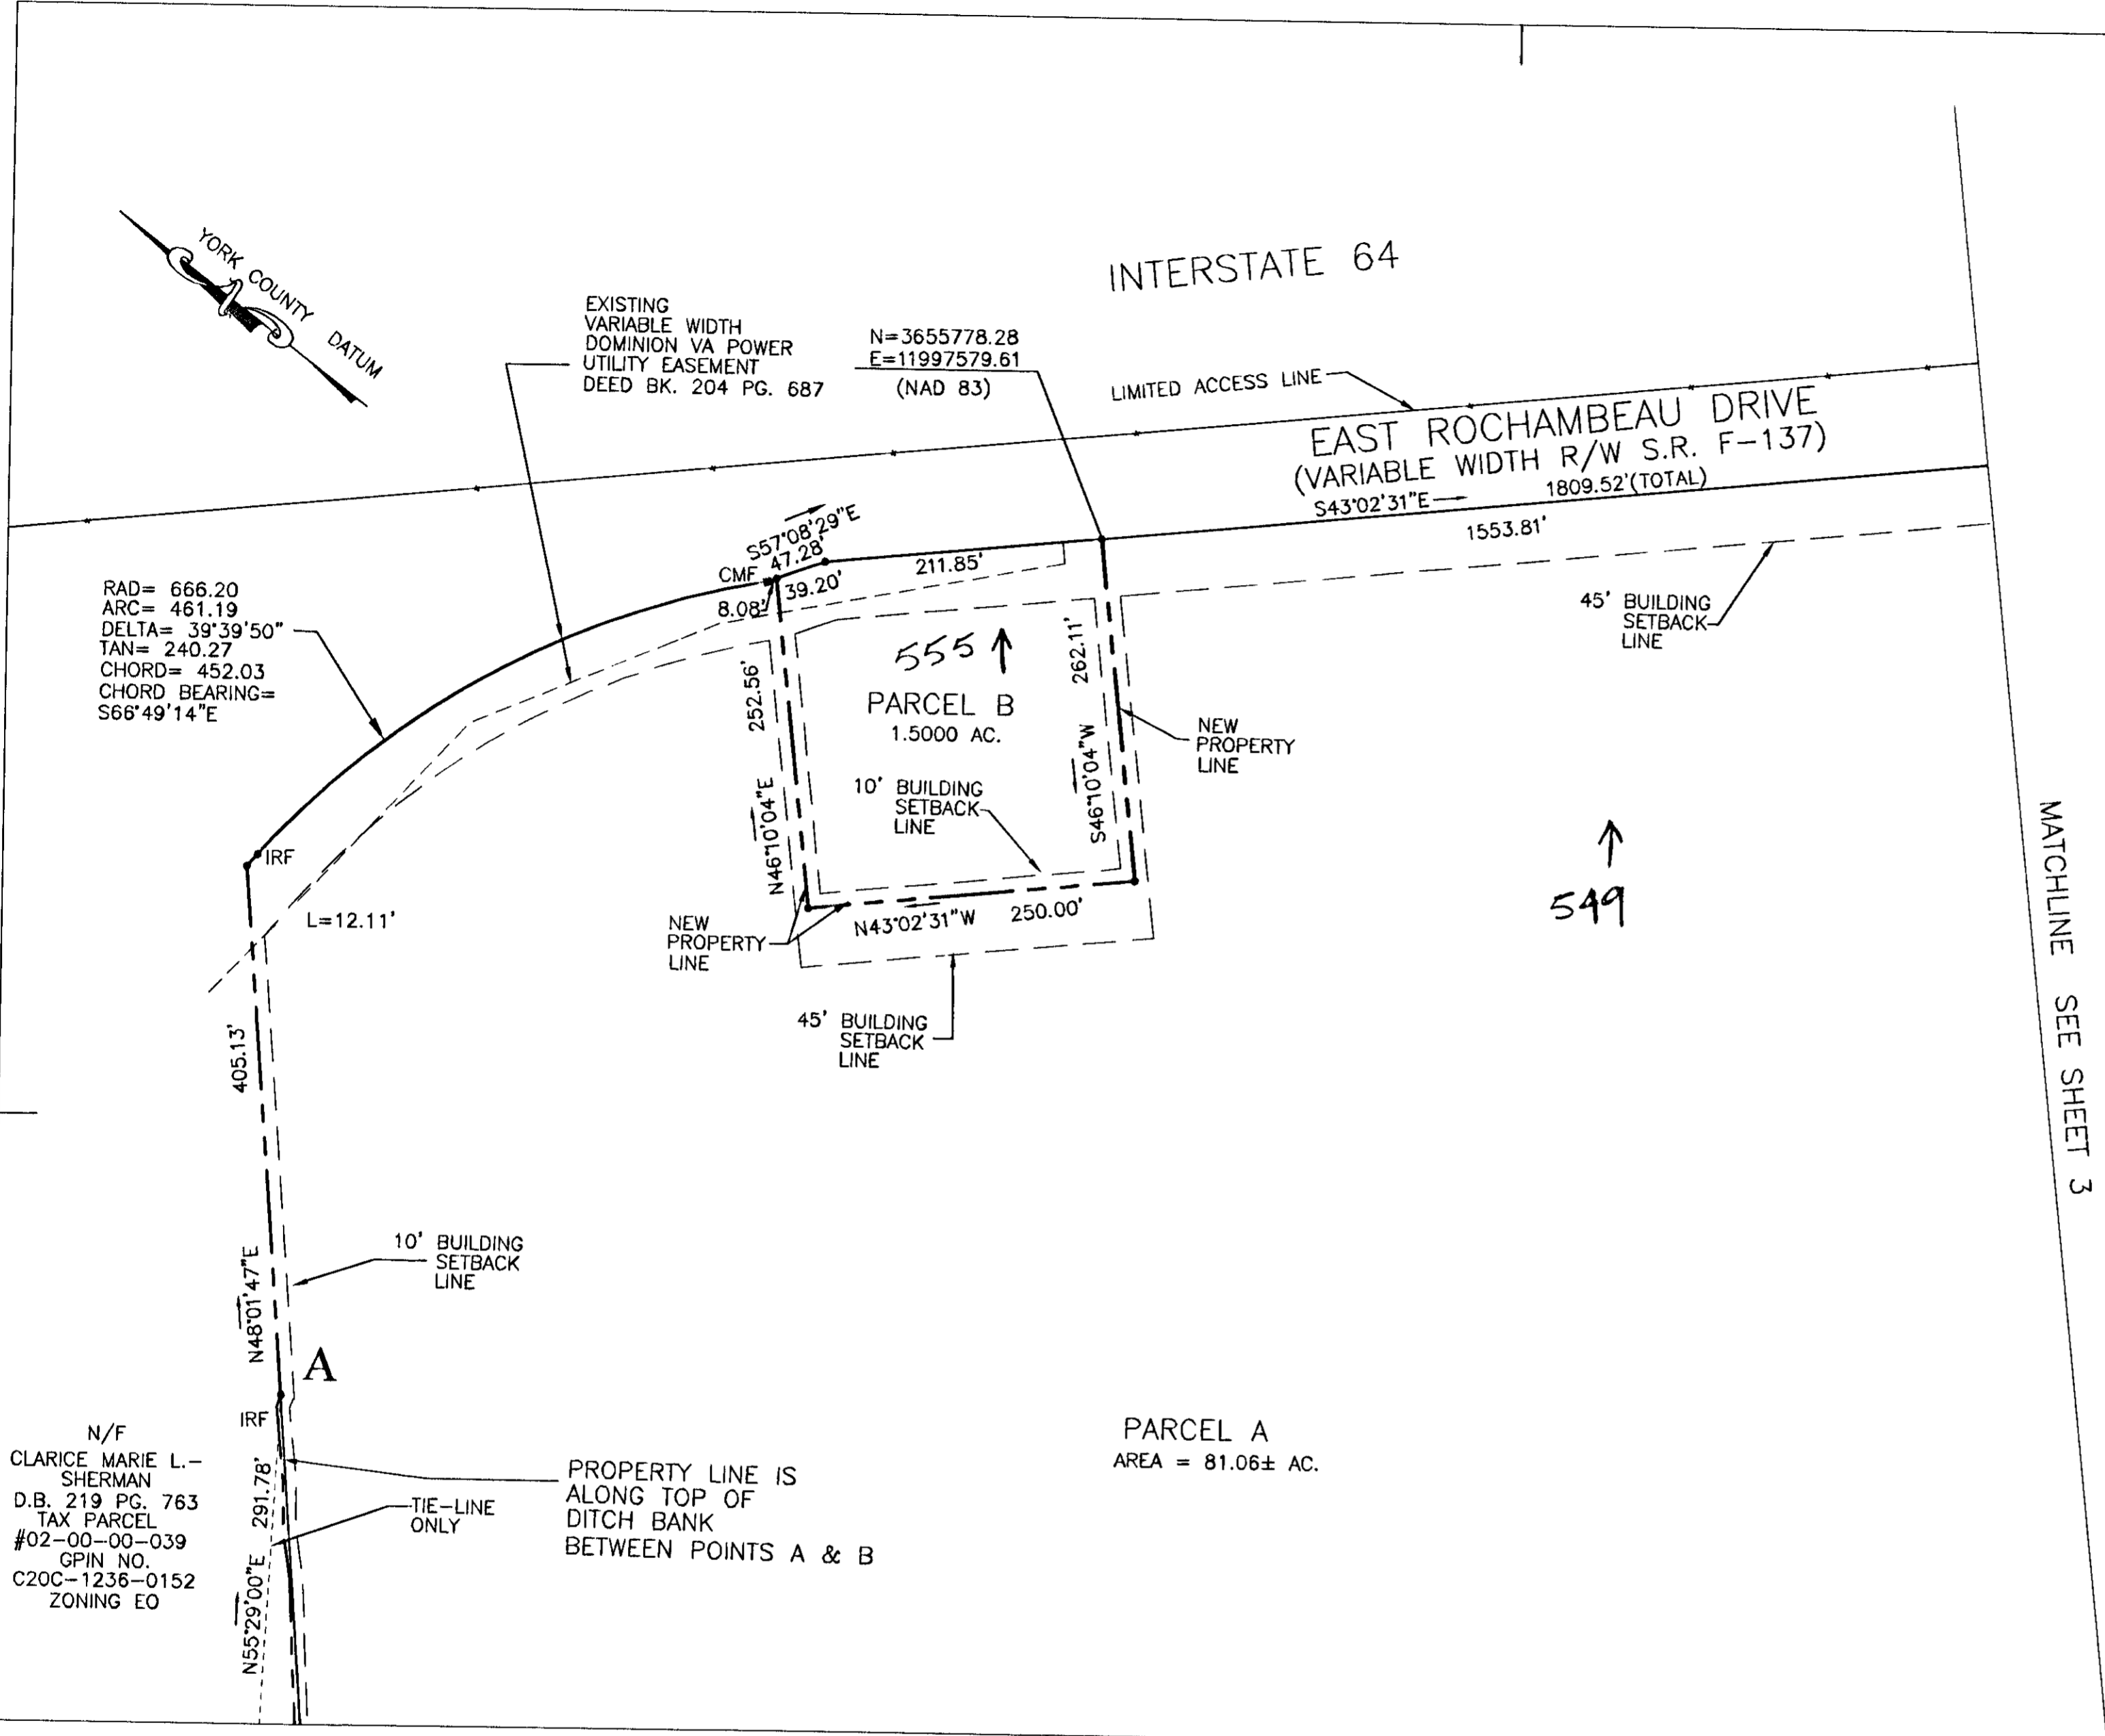 YORK COUNTY DATUM
INTERSTATE 64
EXISTING
VARIABLE WIDTH
DOMINION VA POWER
UTILITY EASEMENT
DEED BK. 204 PG. 687
N=3655778.28
E=11997579.61
(NAD 83)
LIMITED ACCESS LINE
EAST ROCHAMBEAU DRIVE
(VARIABLE WIDTH R/W S.R. F-137)
S43°02'31"E
1809.52'(TOTAL)
1553.81'
S57°08'29"E
47.28'
CMF
39.20'
8.08'
211.85'
RAD= 666.20
ARC= 461.19
DELTA= 39°39'50"
TAN= 240.27
CHORD= 452.03
CHORD BEARING=
S66°49'14"E
45' BUILDING
SETBACK
LINE
555
PARCEL B
1.5000 AC.
252.56'
N46°10'04"E
262.11'
S46°10'04"W
NEW
PROPERTY
LINE
10' BUILDING
SETBACK
LINE
549
IRF
L=12.11'
NEW
PROPERTY
LINE
N43°02'31"W
250.00'
45' BUILDING
SETBACK
LINE
MATCHLINE SEE SHEET 3
405.13'
N48°01'47"E
10' BUILDING
SETBACK
LINE
A
IRF
N/F
CLARICE MARIE L.-
SHERMAN
D.B. 219 PG. 763
TAX PARCEL
#02-00-00-039
GPIN NO.
C20C-1236-0152
ZONING EO
N55°29'00"E 291.78'
TIE-LINE
ONLY
PROPERTY LINE IS
ALONG TOP OF
DITCH BANK
BETWEEN POINTS A & B
PARCEL A
AREA = 81.06± AC.